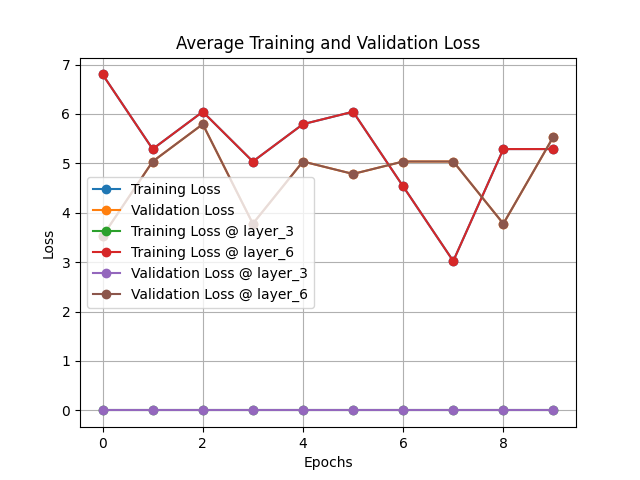 Average Training and Validation Loss
7
6
5
4
3
2
1
0
Loss
Training Loss
Validation Loss
Training Loss @ layer_3
Training Loss @ layer_6
Validation Loss @ layer_3
Validation Loss @ layer_6
0 2 4 6 8
Epochs